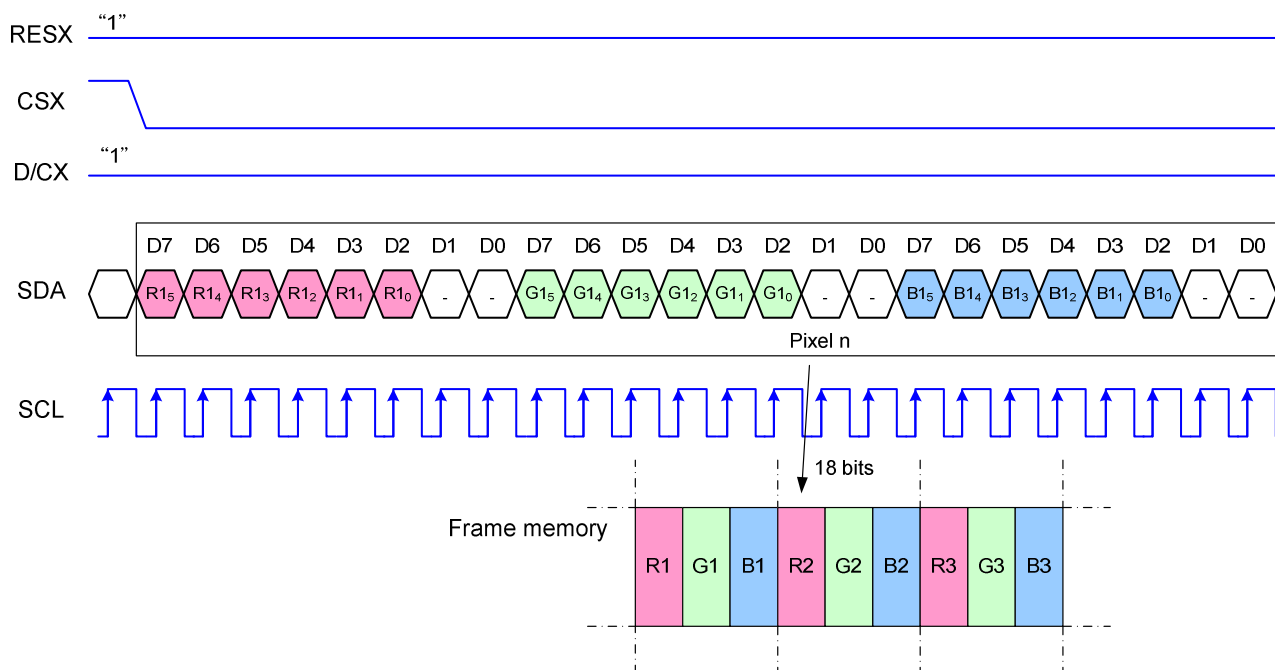 RESX “1”
CSX
D/CX “1”
D7 D6 D5 D4 D3 D2 D1 D0 D7 D6 D5 D4 D3 D2 D1 D0 D7 D6 D5 D4 D3 D2 D1 D0
SDA R1₅ R1₄ R1₃ R1₂ R1₁ R1₀ - - G1₅ G1₄ G1₃ G1₂ G1₁ G1₀ - - B1₅ B1₄ B1₃ B1₂ B1₁ B1₀ - -
Pixel n
SCL
18 bits
Frame memory
R1 G1 B1 R2 G2 B2 R3 G3 B3